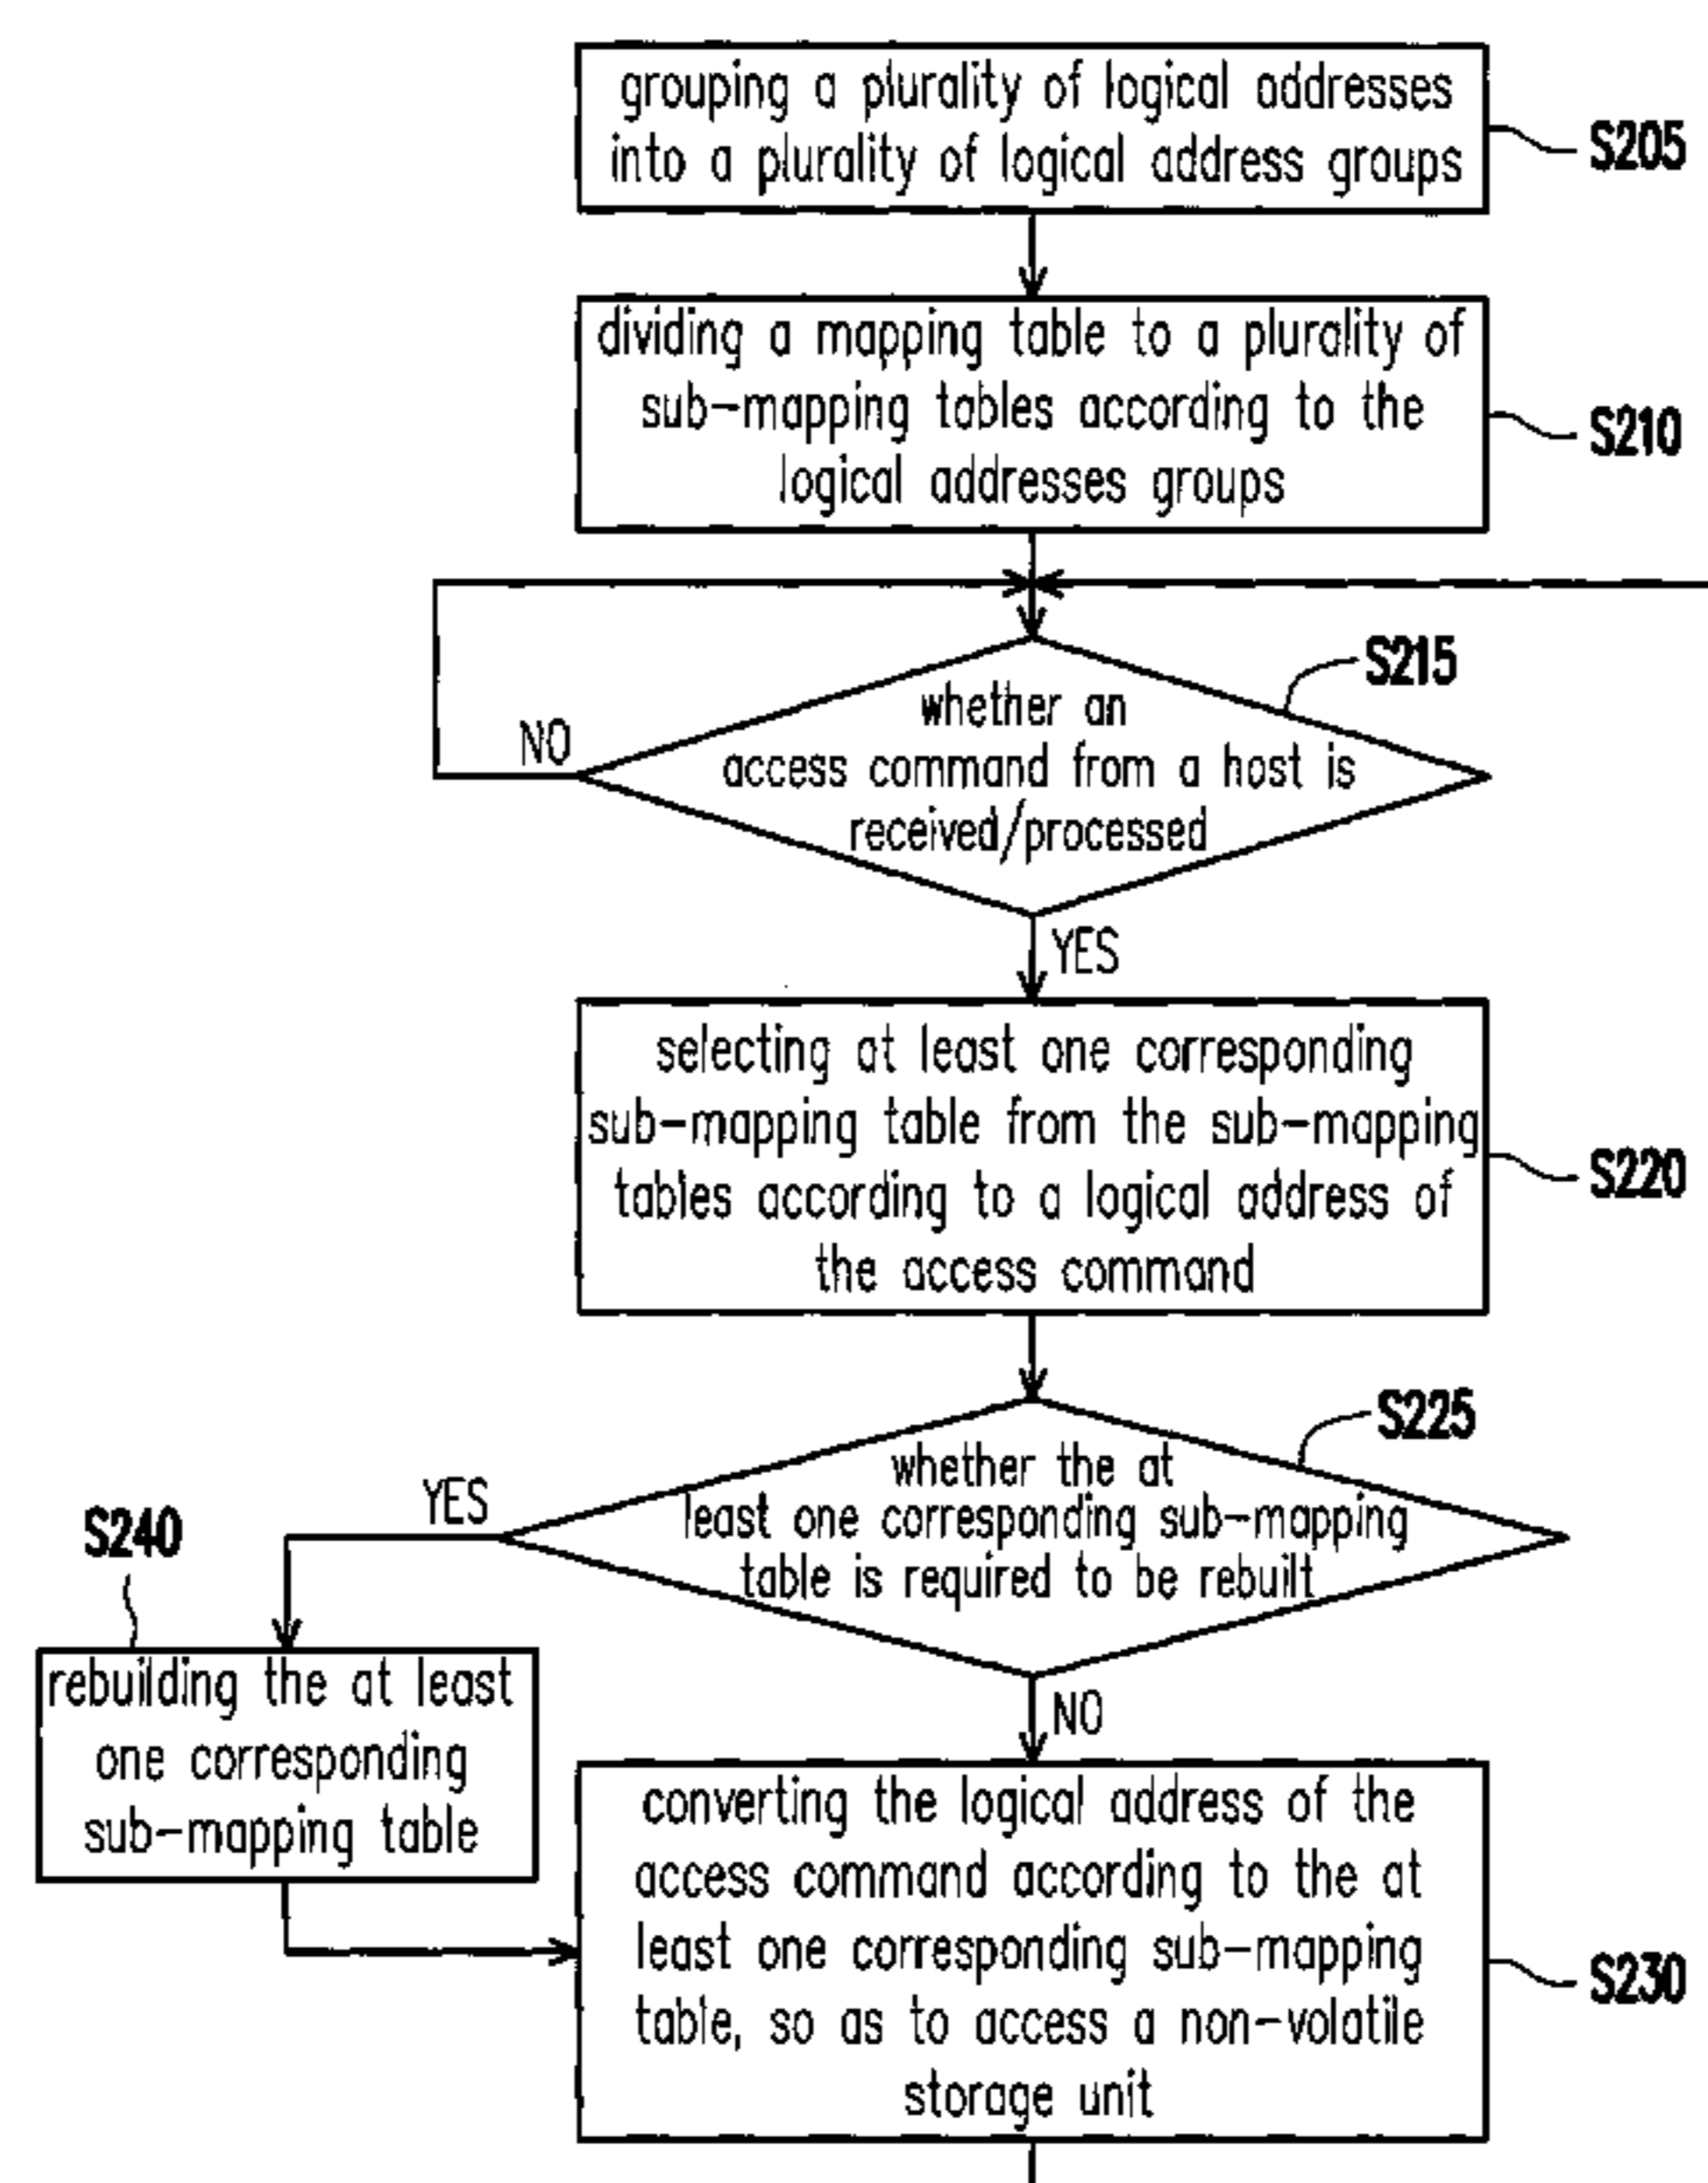 grouping a plurality of logical addresses
into a plurality of logical address groups
S205
dividing a mapping table to a plurality of
sub-mapping tables according to the
logical addresses groups
S210
S215
whether an
access command from a host is
received/processed
NO
YES
selecting at least one corresponding
sub-mapping table from the sub-mapping
tables according to a logical address of
the access command
S220
S225
whether the at
least one corresponding sub-mapping
table is required to be rebuilt
YES
S240
rebuilding the at least
one corresponding
sub-mapping table
NO
converting the logical address of the
access command according to the at
least one corresponding sub-mapping
table, so as to access a non-volatile
storage unit
S230